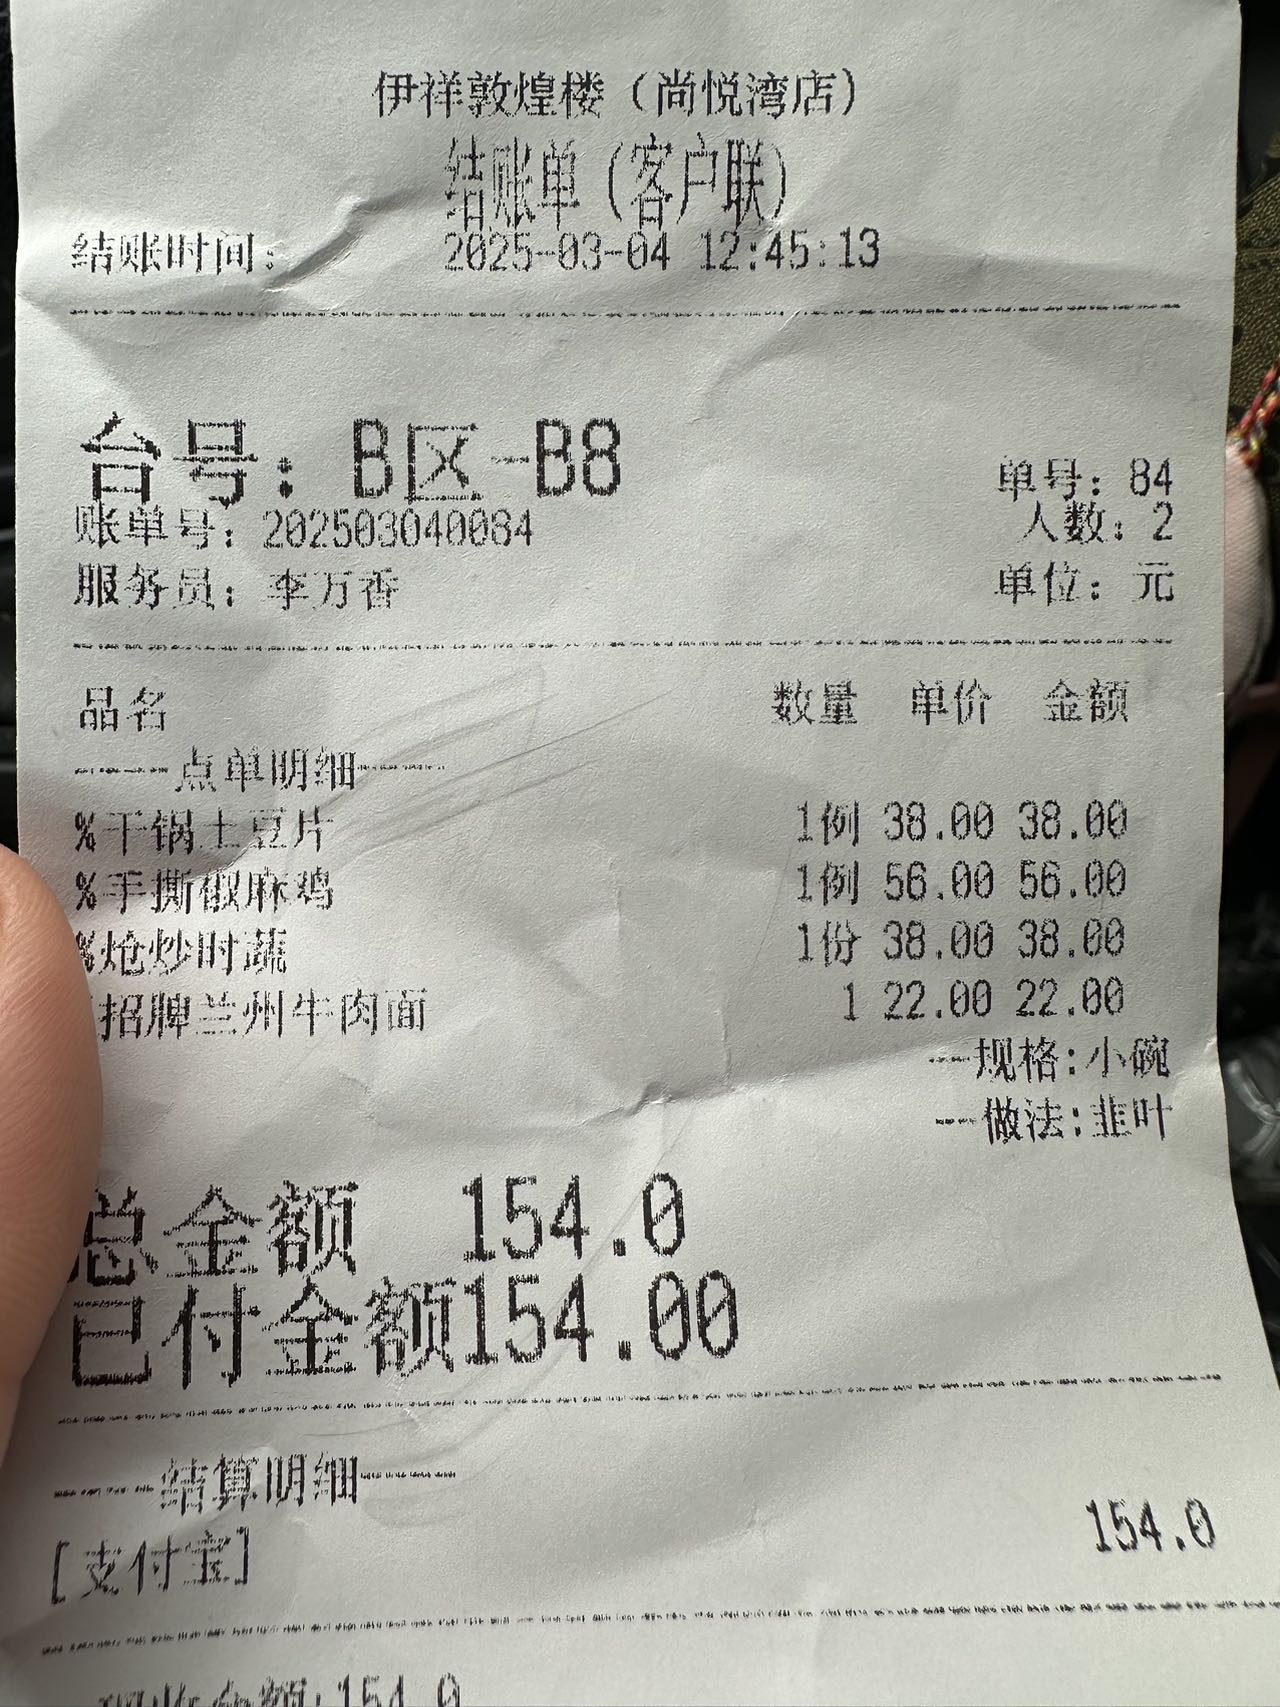 伊祥敦煌楼（尚悦湾店）
结账单（客户联）
结账时间： 2025-03-04 12:45:13
台号：B区-B8
单号：84
账单号：202503040084
人数：2
服务员：李万香
单位：元
品名 数量 单价 金额
----点单明细----
%干锅土豆片 1例 38.00 38.00
%手撕椒麻鸡 1例 56.00 56.00
%炝炒时蔬 1份 38.00 38.00
招牌兰州牛肉面 1 22.00 22.00
—规格:小碗
—做法:韭叶
总金额 154.0
已付金额154.00
----结算明细----
[支付宝] 154.0
金额:154.0